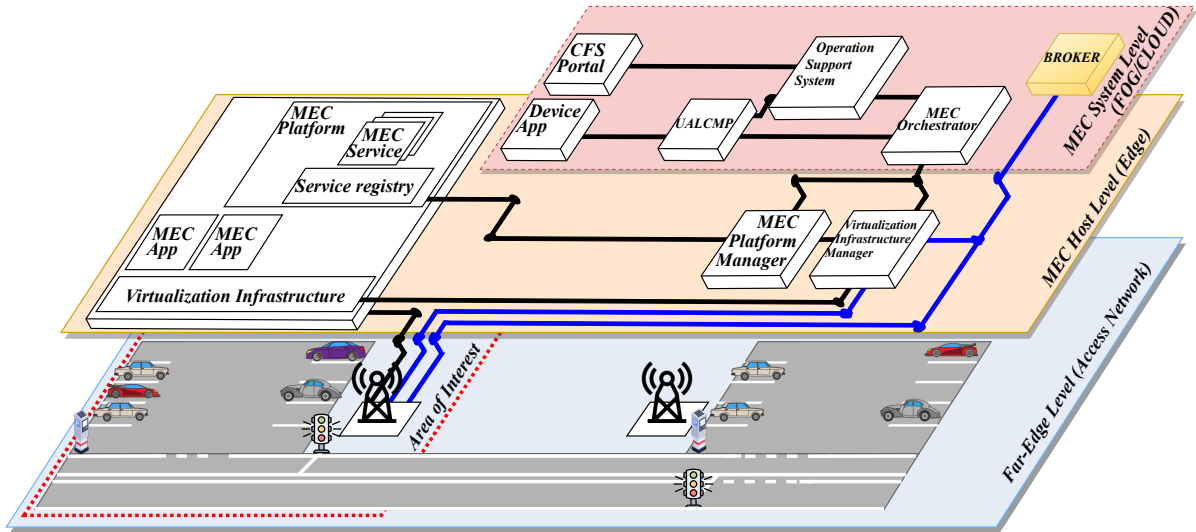 CFS
Portal
Operation
Support
System
BROKER
MEC System Level
(FOG/CLOUD)
Device
App
UALCMP
MEC
Orchestrator
MEC
Platform
MEC
Service
Service registry
MEC
App
MEC
App
Virtualization Infrastructure
MEC
Platform
Manager
Virtualization
Infrastructure
Manager
MEC Host Level (Edge)
Area of Interest
Far-Edge Level (Access Network)